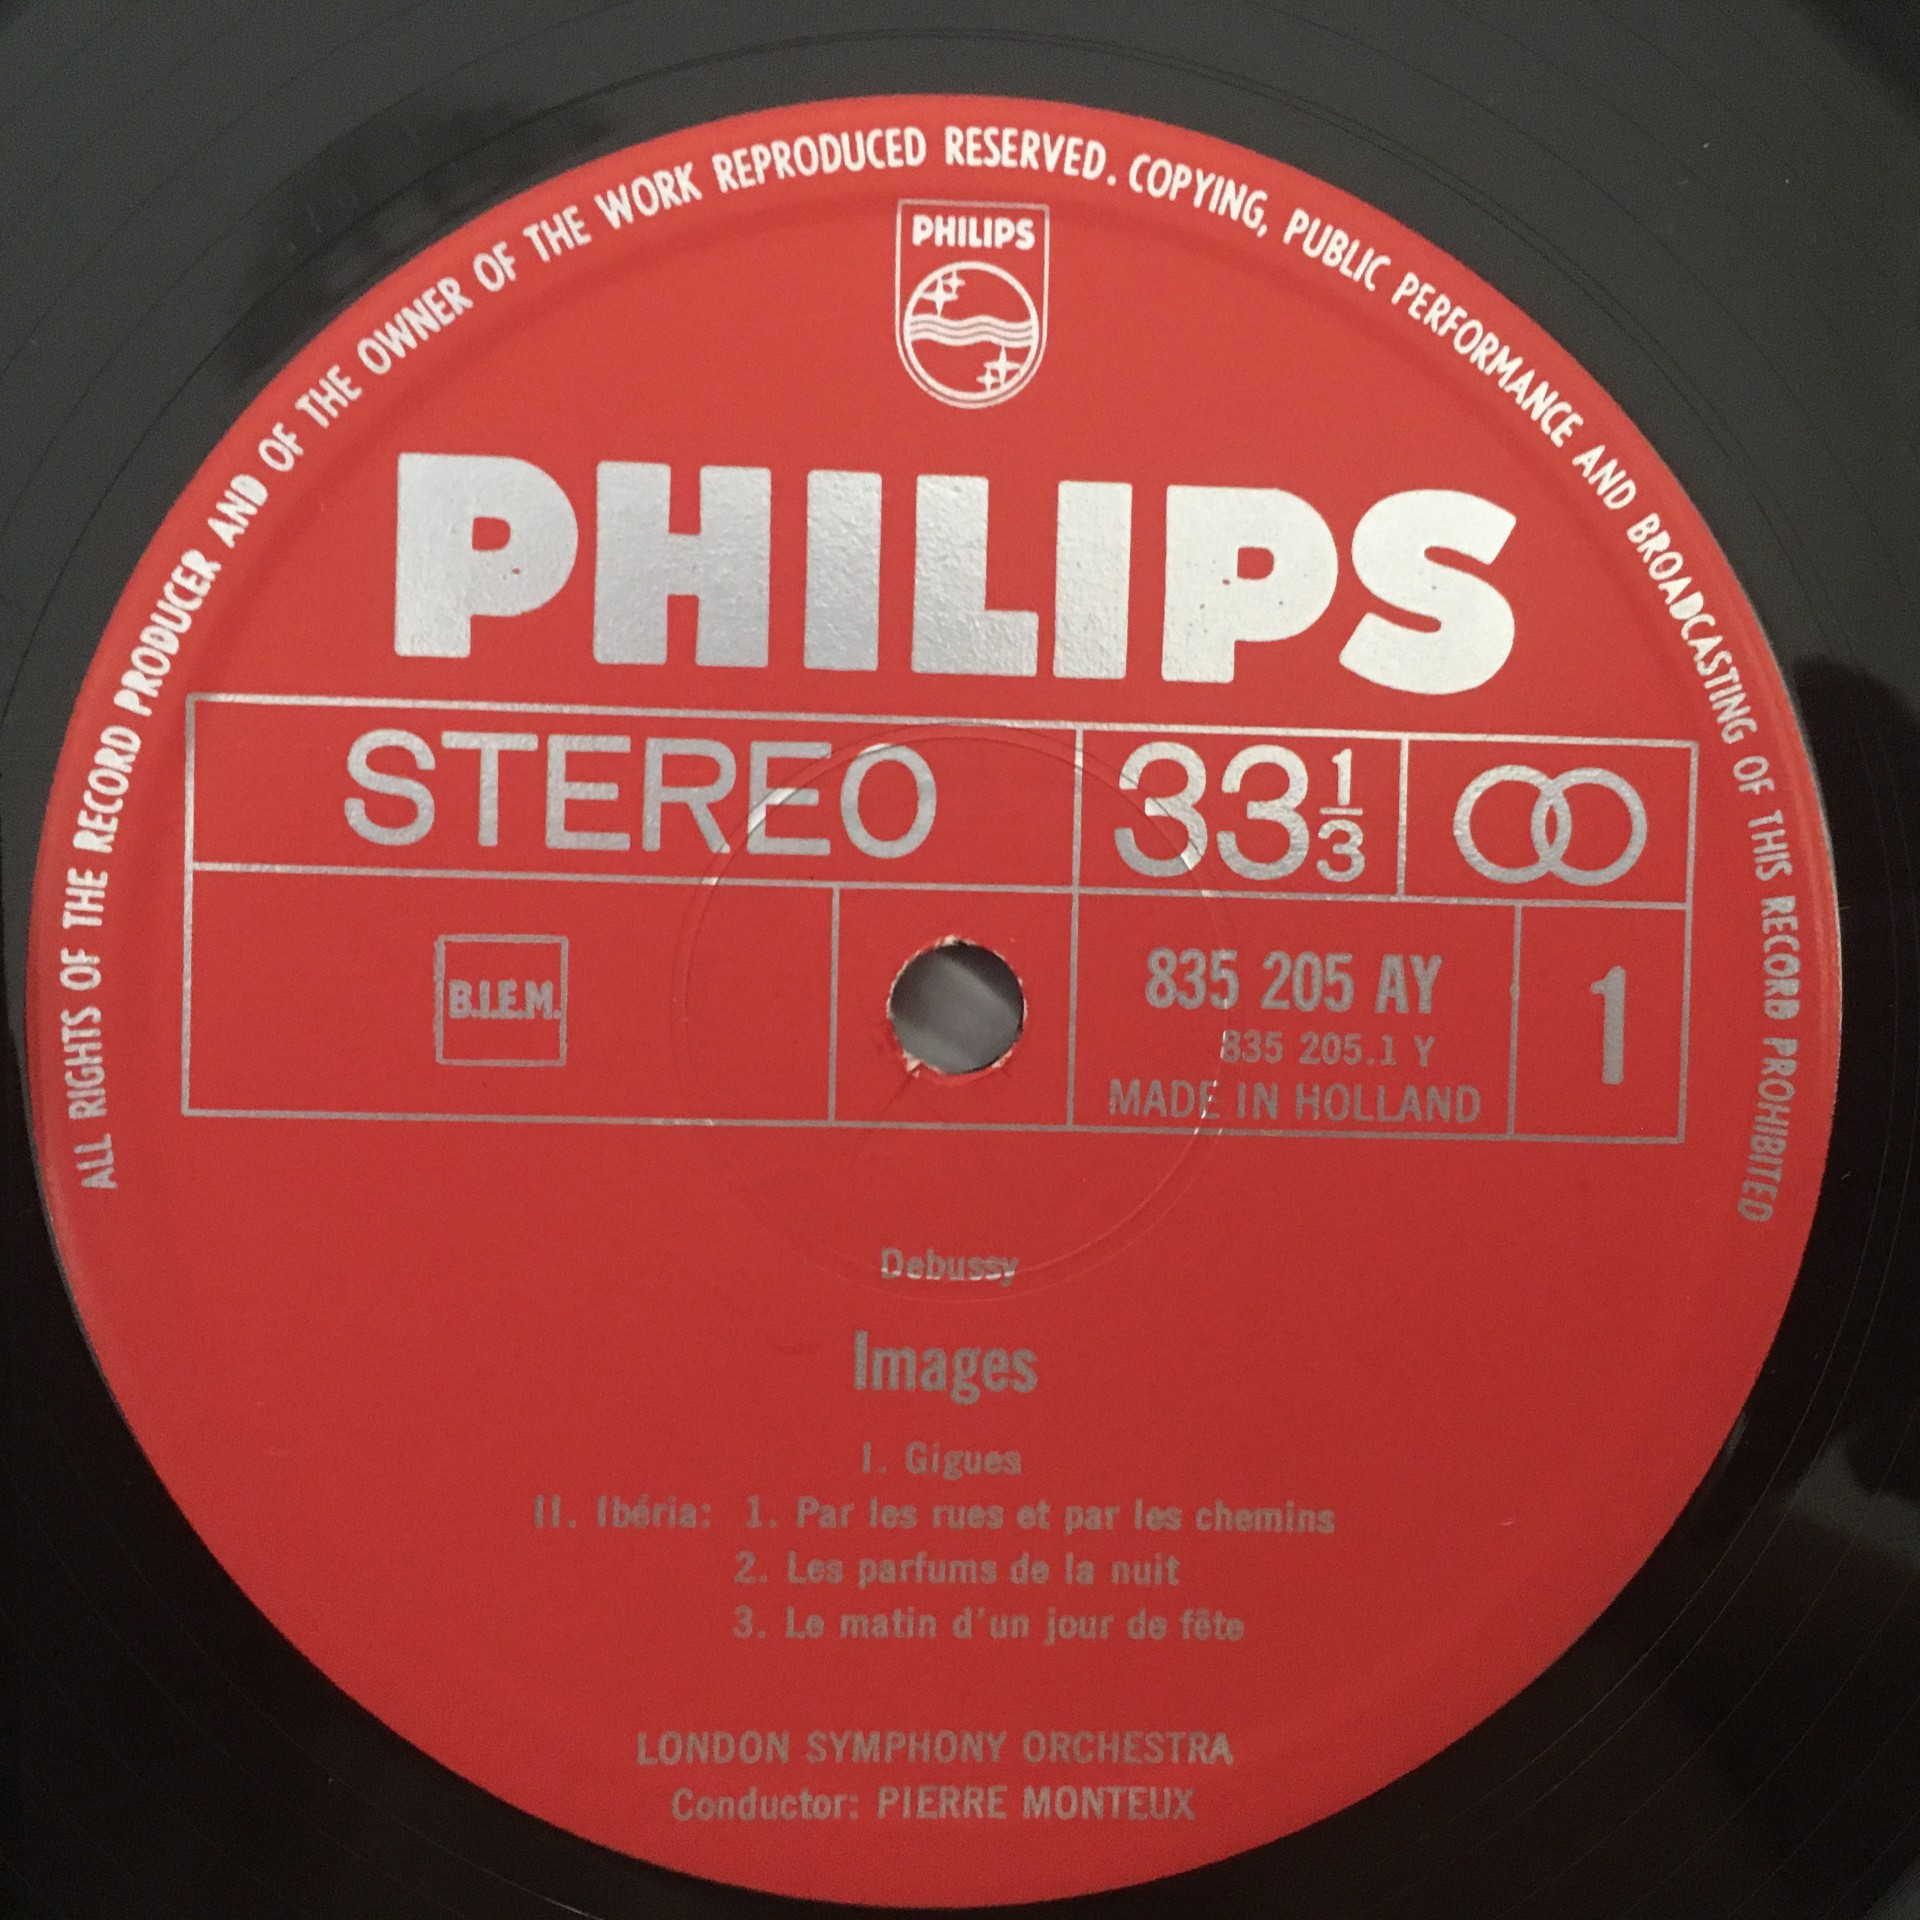 ALL RIGHTS OF THE RECORD PRODUCER AND OF THE OWNER OF THE WORK REPRODUCED RESERVED. COPYING, PUBLIC PERFORMANCE AND BROADCASTING OF THIS RECORD PROHIBITED
PHILIPS
PHILIPS
STEREO 33 1/3
B.I.E.M. 835 205 AY 1
835 205.1 Y
MADE IN HOLLAND
Debussy
Images
I. Gigues
II. Ibéria: 1. Par les rues et par les chemins
2. Les parfums de la nuit
3. Le matin d'un jour de fête
LONDON SYMPHONY ORCHESTRA
Conductor: PIERRE MONTEUX